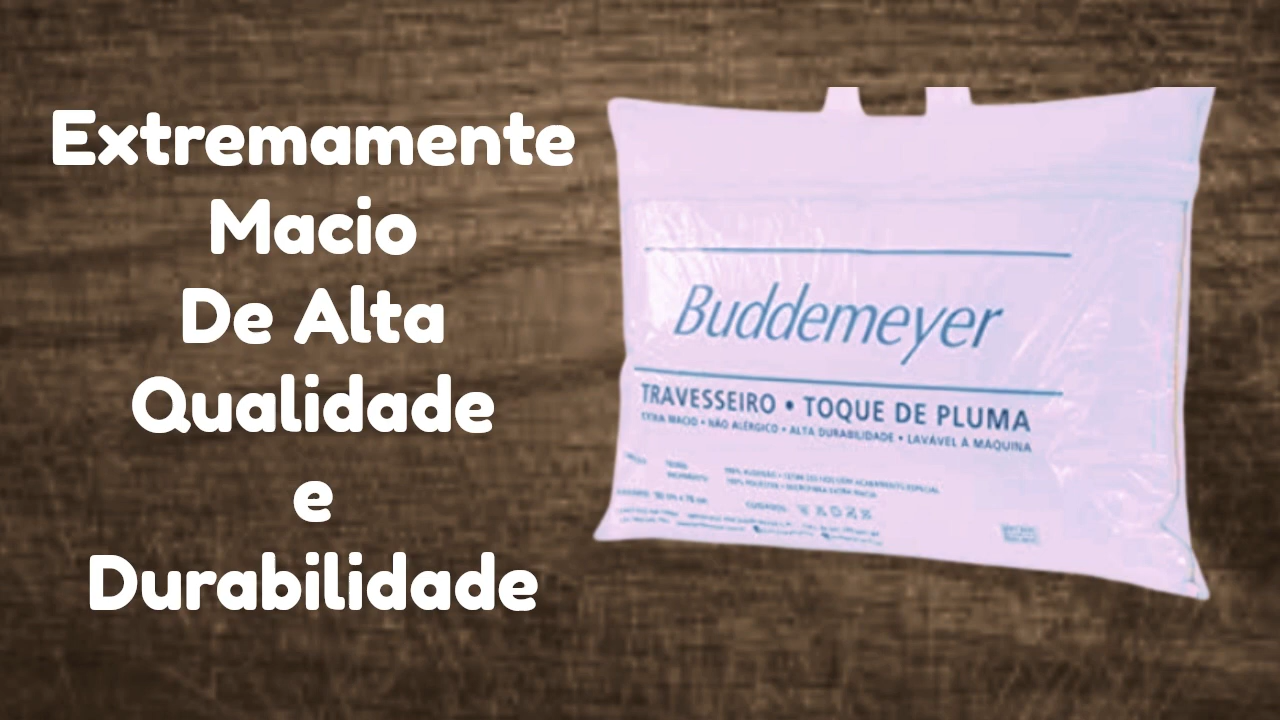 Extremamente
Macio
De Alta
Qualidade
e
Durabilidade
Buddemeyer
TRAVESSEIRO • TOQUE DE PLUMA
EXTRA MACIO • NÃO ALÉRGICO • ALTA DURABILIDADE • LAVÁVEL À MÁQUINA